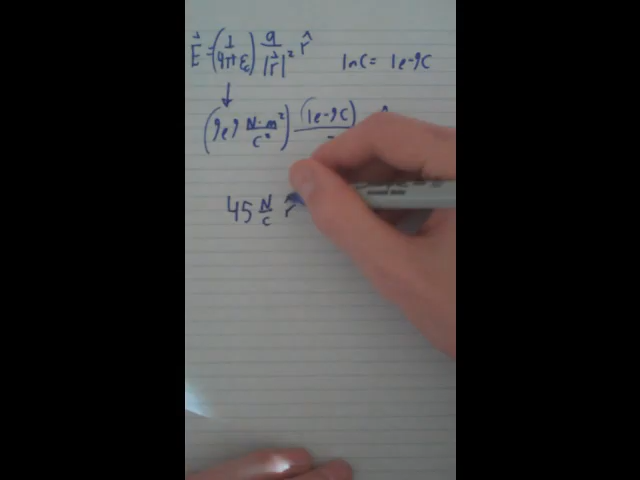 E⃗ = (1/4πε₀) q/|r⃗|² r̂ 1nC = 1e-9C
↓
(9e9 N·m²/C²) (1e-9C)
45 N/C r̂